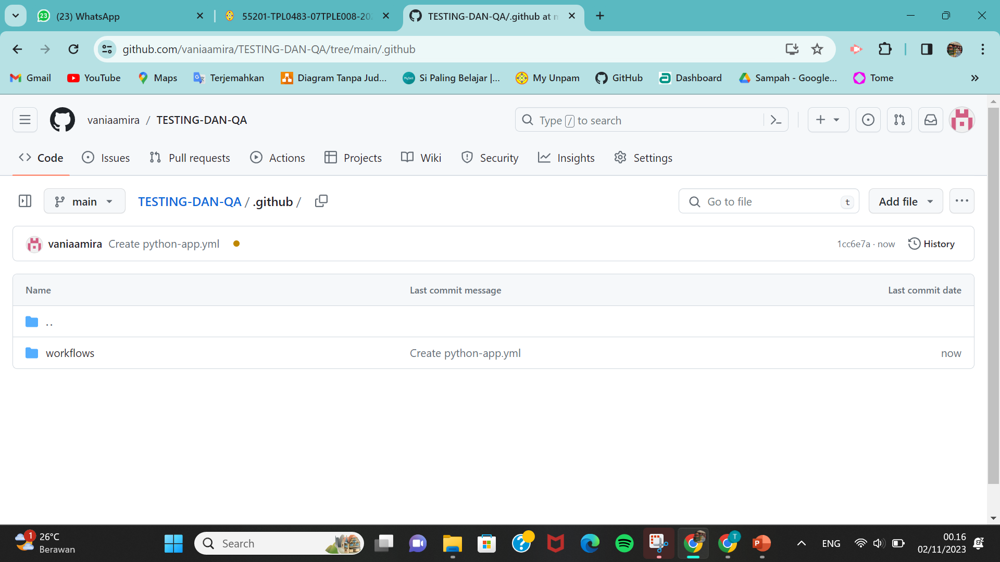 23 (23) WhatsApp
55201-TPL0483-07TPLE008-202
TESTING-DAN-QA/.github at m
github.com/vaniaamira/TESTING-DAN-QA/tree/main/.github
Gmail YouTube Maps Terjemahkan Diagram Tanpa Jud... MySkill Si Paling Belajar |... My Unpam GitHub Dashboard Sampah - Google... Tome
vaniaamira / TESTING-DAN-QA
Type / to search
Code Issues Pull requests Actions Projects Wiki Security Insights Settings
main TESTING-DAN-QA / .github /
Go to file t
Add file
vaniaamira Create python-app.yml
1cc6e7a · now History
Name Last commit message Last commit date
..
workflows Create python-app.yml now
1 26°C
Berawan
Search
T
P
ENG
00.16
02/11/2023